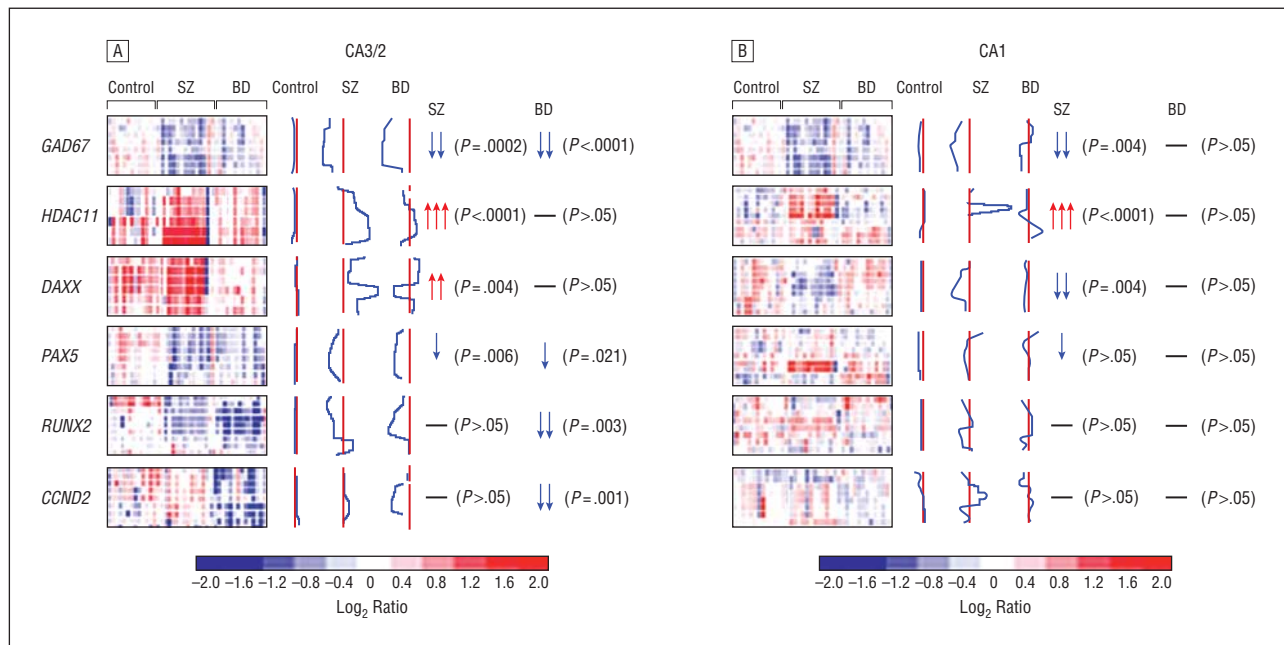 A CA3/2
Control SZ BD Control SZ BD SZ BD
GAD67 (P = .0002) (P <.0001)
HDAC11 (P <.0001) — (P >.05)
DAXX (P = .004) — (P >.05)
PAX5 (P = .006) (P = .021)
RUNX2 — (P >.05) (P = .003)
CCND2 — (P >.05) (P = .001)
–2.0 –1.6 –1.2 –0.8 –0.4 0 0.4 0.8 1.2 1.6 2.0
Log2 Ratio
B CA1
Control SZ BD Control SZ BD SZ BD
(P = .004) — (P >.05)
(P <.0001) — (P >.05)
(P = .004) — (P >.05)
(P >.05) — (P >.05)
— (P >.05) — (P >.05)
— (P >.05) — (P >.05)
–2.0 –1.6 –1.2 –0.8 –0.4 0 0.4 0.8 1.2 1.6 2.0
Log2 Ratio